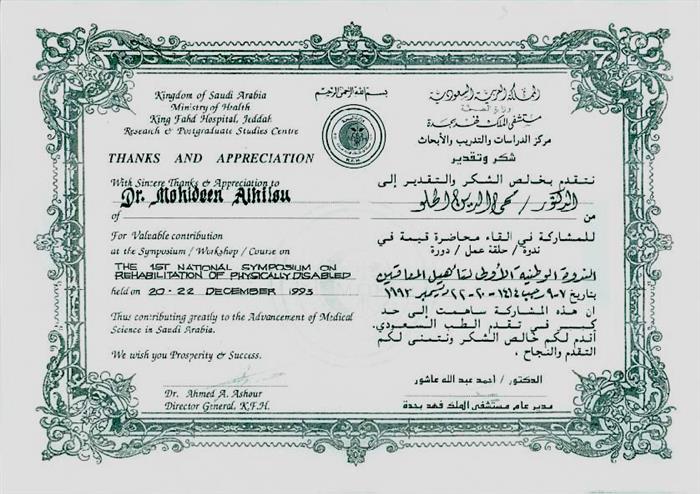 بسم الله الرحمن الرحيم
Kingdom of Saudi Arabia
Ministry of Health
King Fahd Hospital, Jeddah
Research & Postgraduate Studies Centre
THANKS AND APPRECIATION
With Sincere Thanks & Appreciation to
Dr. Mohideen Alhilou
of
For Valuable contribution
at the Symposium / Workshop / Course on
THE 1ST NATIONAL SYMPOSIUM ON
REHABILITATION OF PHYSICALLY DISABLED
held on 20-22 DECEMBER 1993
Thus contributing greatly to the Advancement of Medical
Science in Saudi Arabia.
We wish you Prosperity & Success.
Dr. Ahmed A. Ashour
Director General, K.F.H.
K.F.H.
المملكة العربية السعودية
وزارة الصحة
مستشفى الملك فهد بجدة
مركز الدراسات والتدريب والأبحاث
شكر وتقدير
نتقدم بخالص الشكر والتقدير إلى
الدكتور / محي الدين الحلو
من
للمشاركة في القاء محاضرة قيمة في
ندوة / حلقة عمل / دورة
الندوة الوطنية الأولى لتأهيل المعاقين
بتاريخ ٧-٩ رجب ١٤١٤ - ٢٠-٢٢ ديسمبر ١٩٩٣
ان هذه المشاركة ساهمت إلى حد
كبير في تقدم الطب السعودي.
أقدم لكم خالص الشكر ونتمنى لكم
التقدم والنجاح ،
الدكتور / احمد عبد الله عاشور
مدير عام مستشفى الملك فهد بجدة